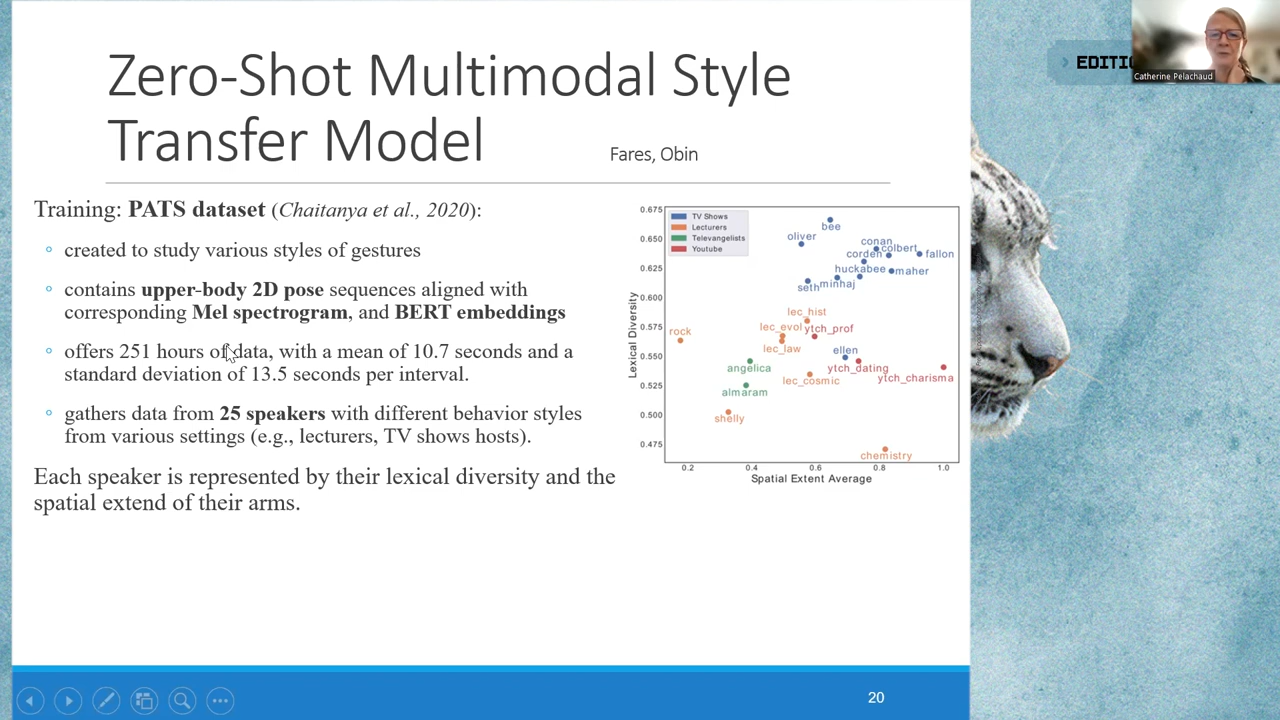 Zero-Shot Multimodal Style
Transfer Model
Fares, Obin
Training: PATS dataset (Chaitanya et al., 2020):
◦ created to study various styles of gestures
◦ contains upper-body 2D pose sequences aligned with
corresponding Mel spectrogram, and BERT embeddings
◦ offers 251 hours of data, with a mean of 10.7 seconds and a
standard deviation of 13.5 seconds per interval.
◦ gathers data from 25 speakers with different behavior styles
from various settings (e.g., lecturers, TV shows hosts).
Each speaker is represented by their lexical diversity and the
spatial extend of their arms.
TV Shows
Lecturers
Televangelists
Youtube
Lexical Diversity
0.675
0.650
0.625
0.600
0.575
0.550
0.525
0.500
0.475
bee
oliver
conan
colbert
corden
fallon
huckabee
maher
seth
minhaj
lec_hist
rock
lec_evol
ytch_prof
lec_law
ellen
angelica
ytch_dating
lec_cosmic
ytch_charisma
almaram
shelly
chemistry
0.2
0.4
0.6
0.8
1.0
Spatial Extent Average
20
› EDITIO
Catherine Pelachaud